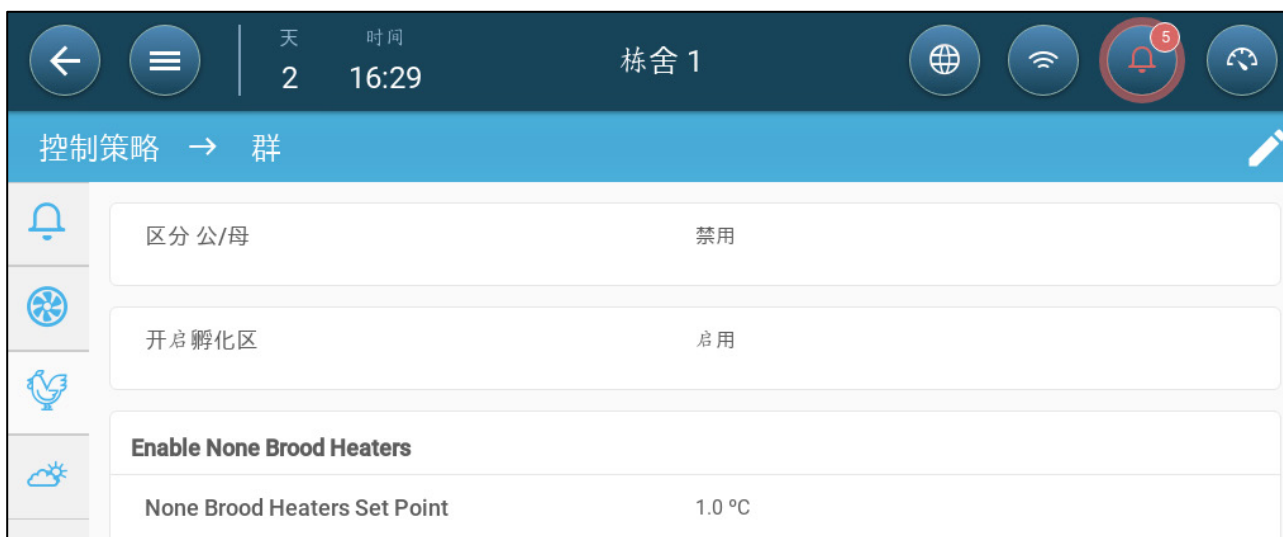 天 时间
2 16:29 栋舍 1 5
控制策略 → 群
区分 公/母 禁用
开启孵化区 启用
Enable None Brood Heaters
None Brood Heaters Set Point 1.0 ºC